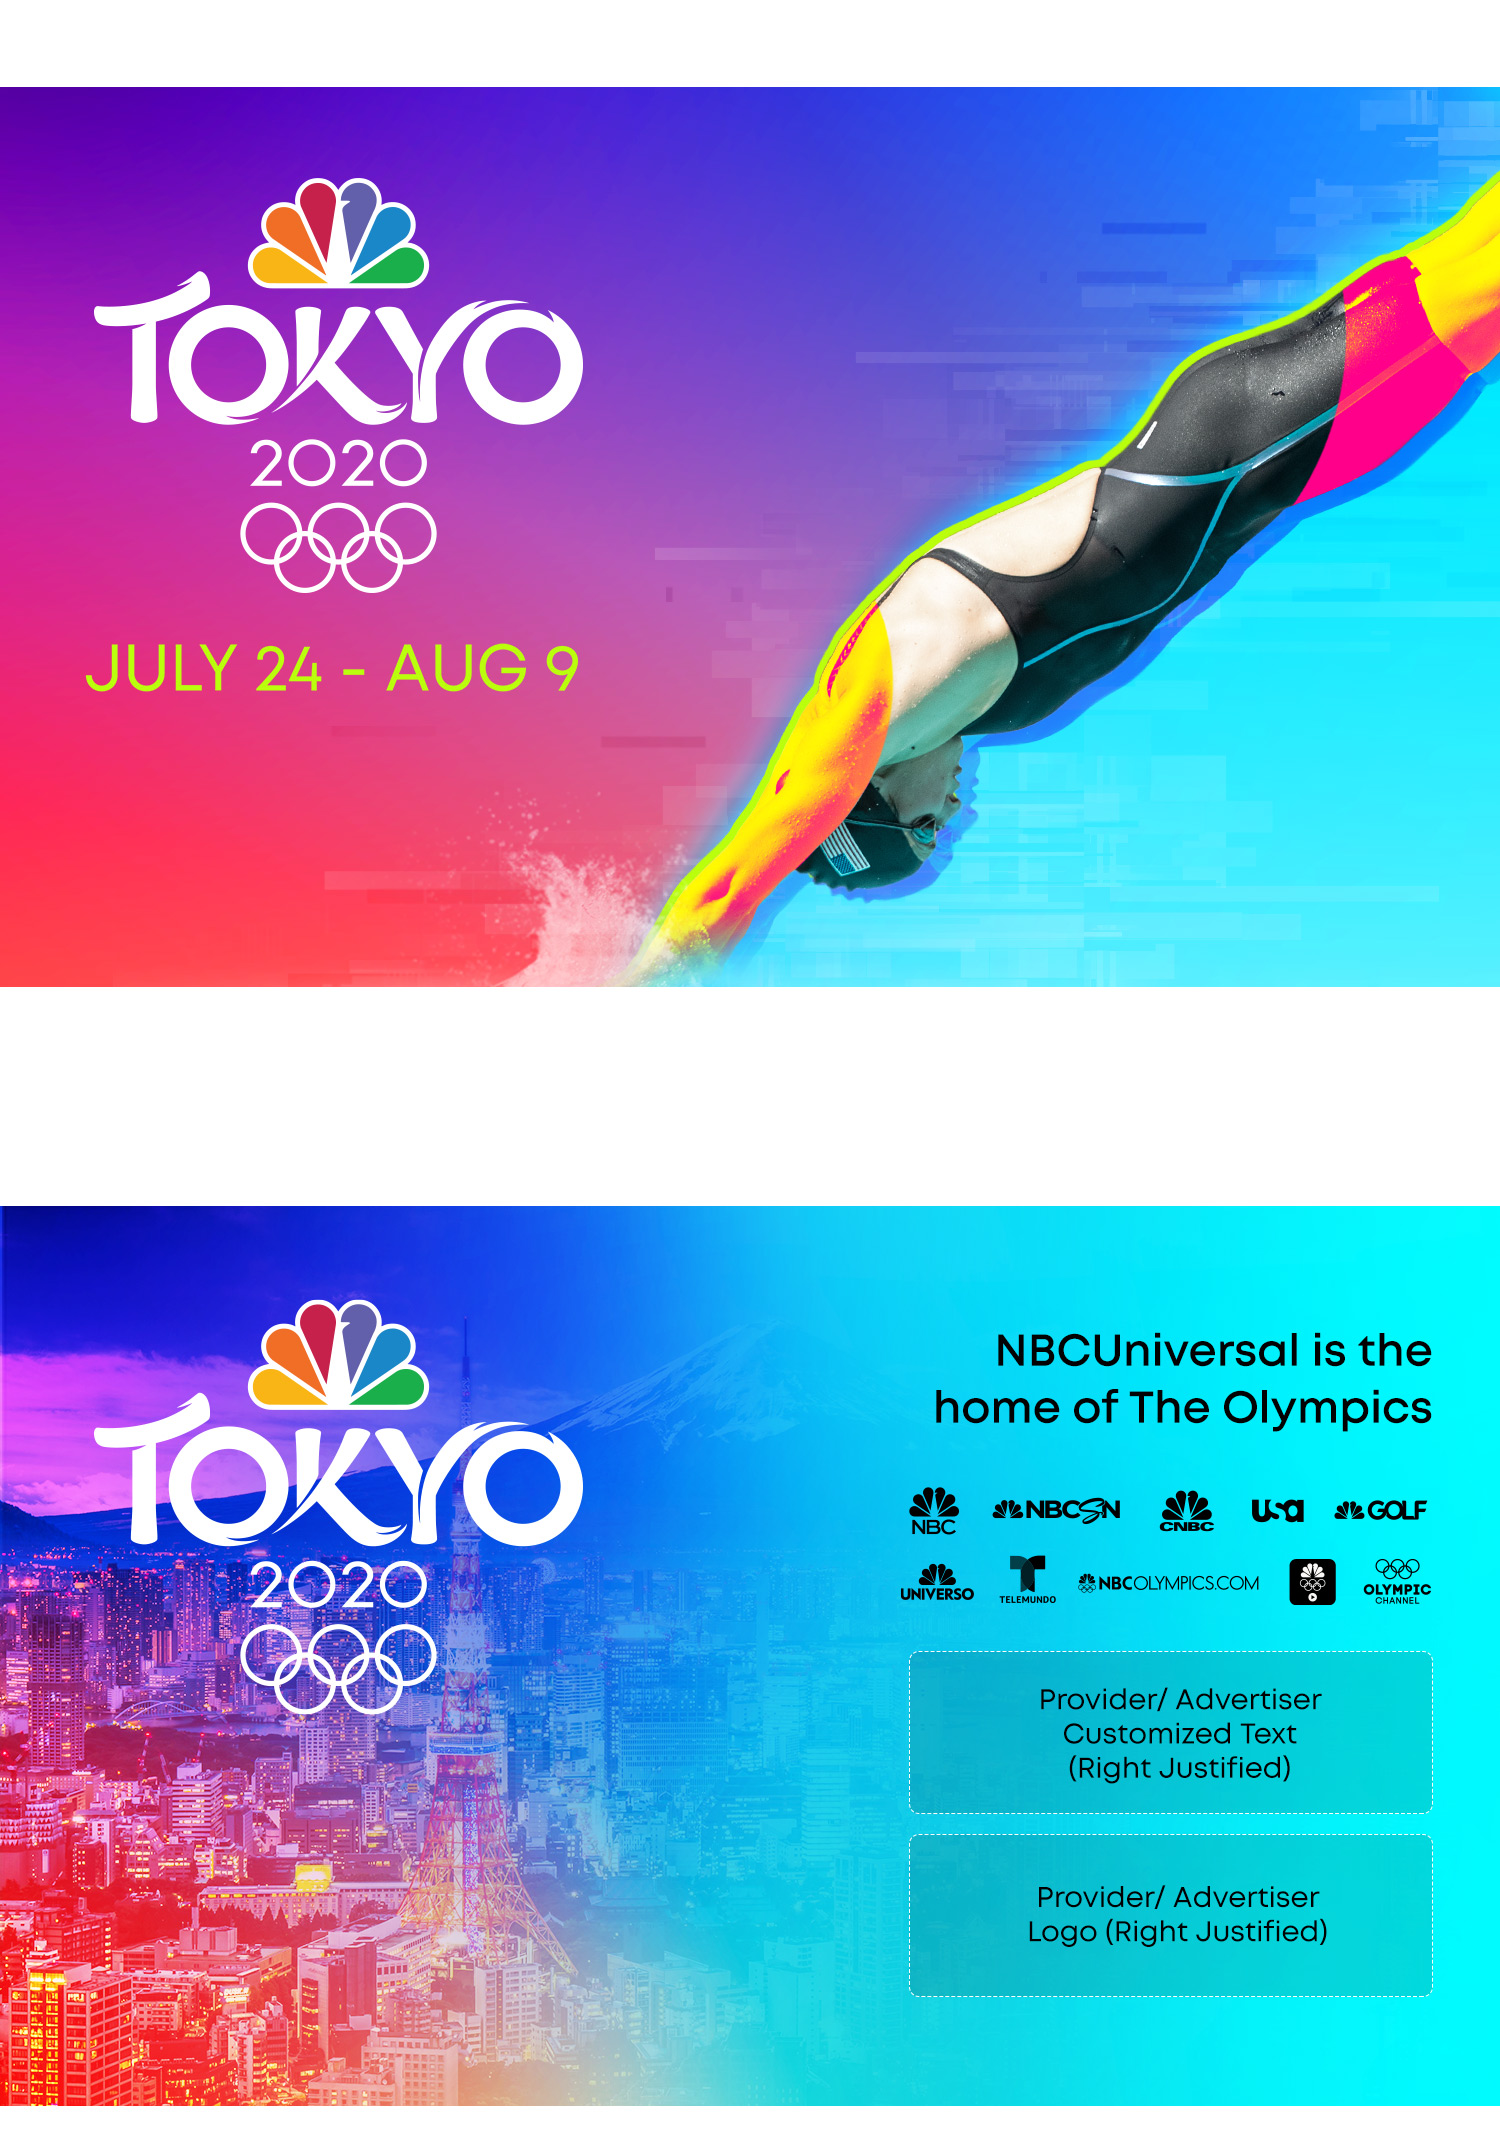 TOKYO
2020
JULY 24 - AUG 9
TOKYO
2020
NBCUniversal is the
home of The Olympics
NBC NBCSN CNBC usa GOLF
UNIVERSO TELEMUNDO NBCOLYMPICS.COM OLYMPIC CHANNEL
Provider/ Advertiser
Customized Text
(Right Justified)
Provider/ Advertiser
Logo (Right Justified)